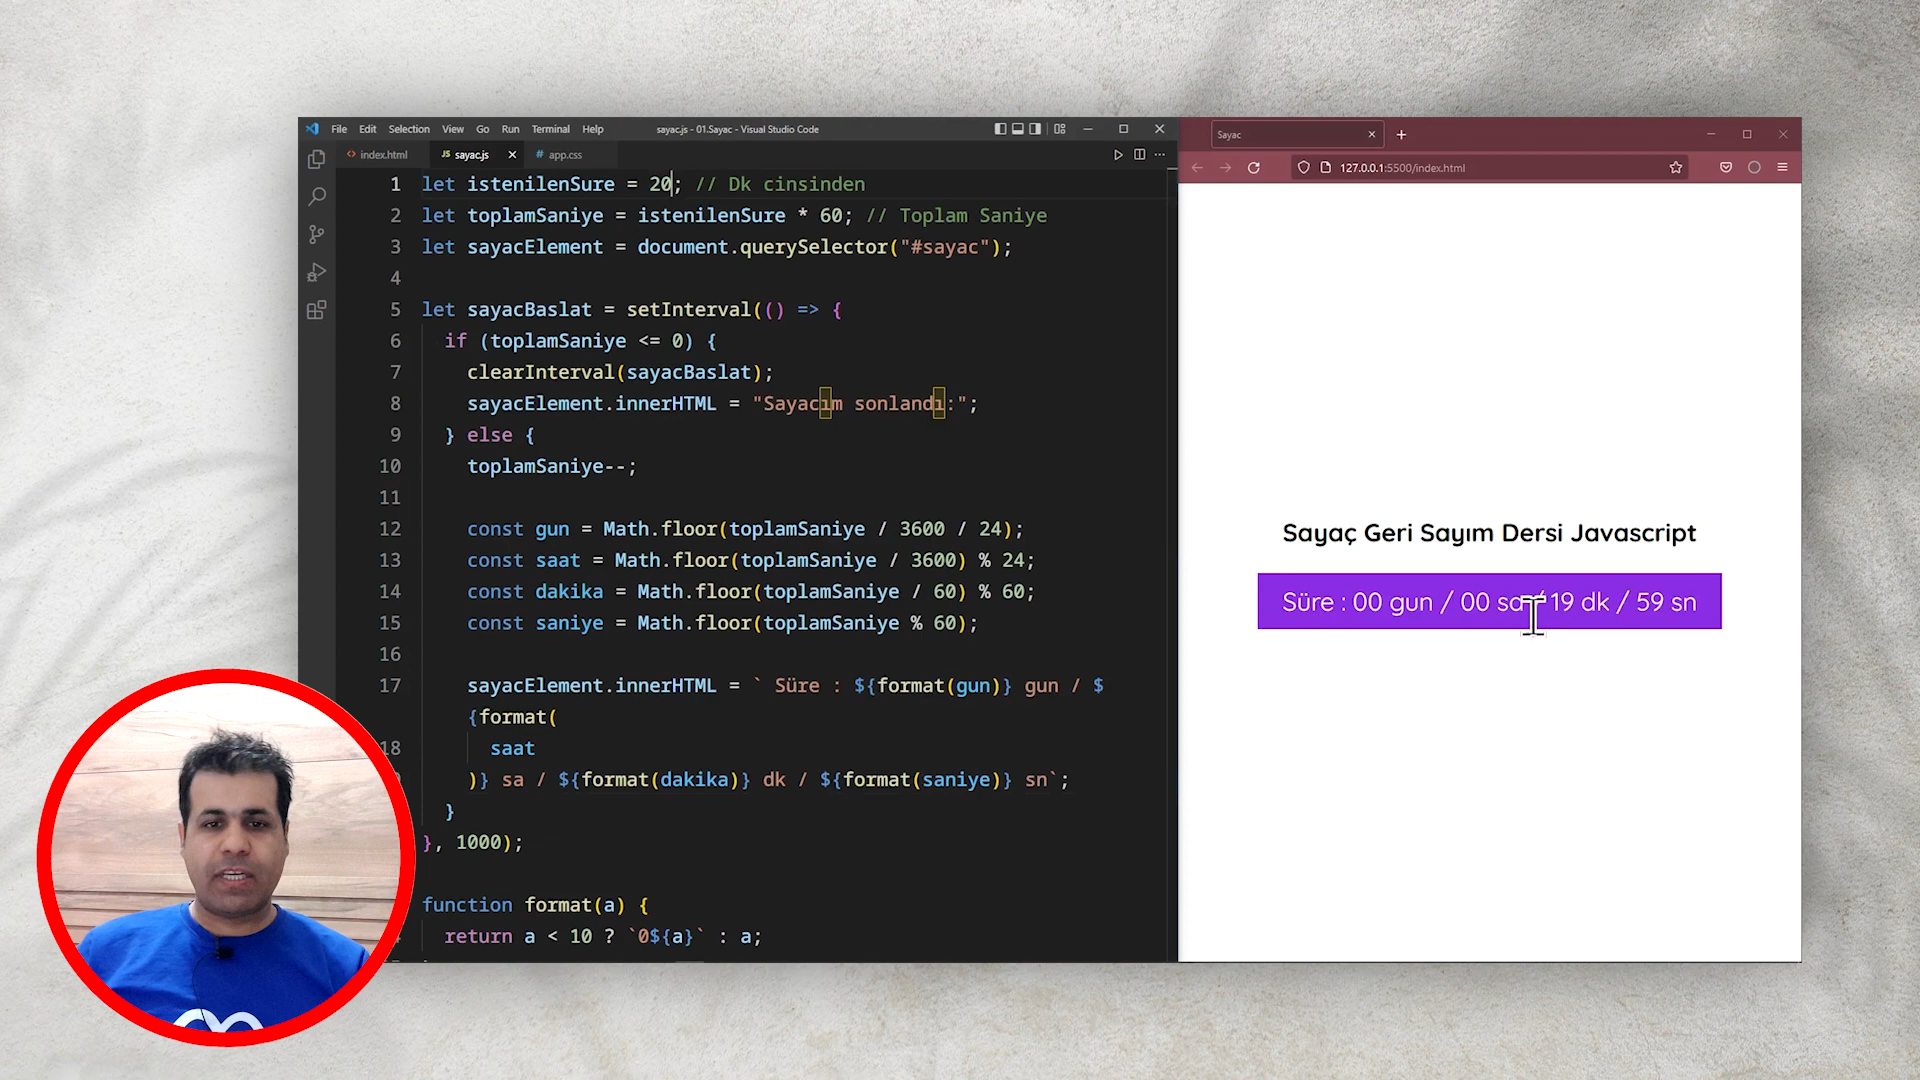 File Edit Selection View Go Run Terminal Help
sayac.js - 01.Sayac - Visual Studio Code
index.html
JS sayac.js
# app.css
1 let istenilenSure = 20; // Dk cinsinden
2 let toplamSaniye = istenilenSure * 60; // Toplam Saniye
3 let sayacElement = document.querySelector("#sayac");
4
5 let sayacBaslat = setInterval(() => {
6 if (toplamSaniye <= 0) {
7 clearInterval(sayacBaslat);
8 sayacElement.innerHTML = "Sayacım sonlandı:";
9 } else {
10 toplamSaniye--;
11
12 const gun = Math.floor(toplamSaniye / 3600 / 24);
13 const saat = Math.floor(toplamSaniye / 3600) % 24;
14 const dakika = Math.floor(toplamSaniye / 60) % 60;
15 const saniye = Math.floor(toplamSaniye % 60);
16
17 sayacElement.innerHTML = ` Süre : ${format(gun)} gun / $
{format(
18 saat
)} sa / ${format(dakika)} dk / ${format(saniye)} sn`;
}
}, 1000);
function format(a) {
return a < 10 ? `0${a}` : a;
Sayac
127.0.0.1:5500/index.html
Sayaç Geri Sayım Dersi Javascript
Süre : 00 gun / 00 sa / 19 dk / 59 sn